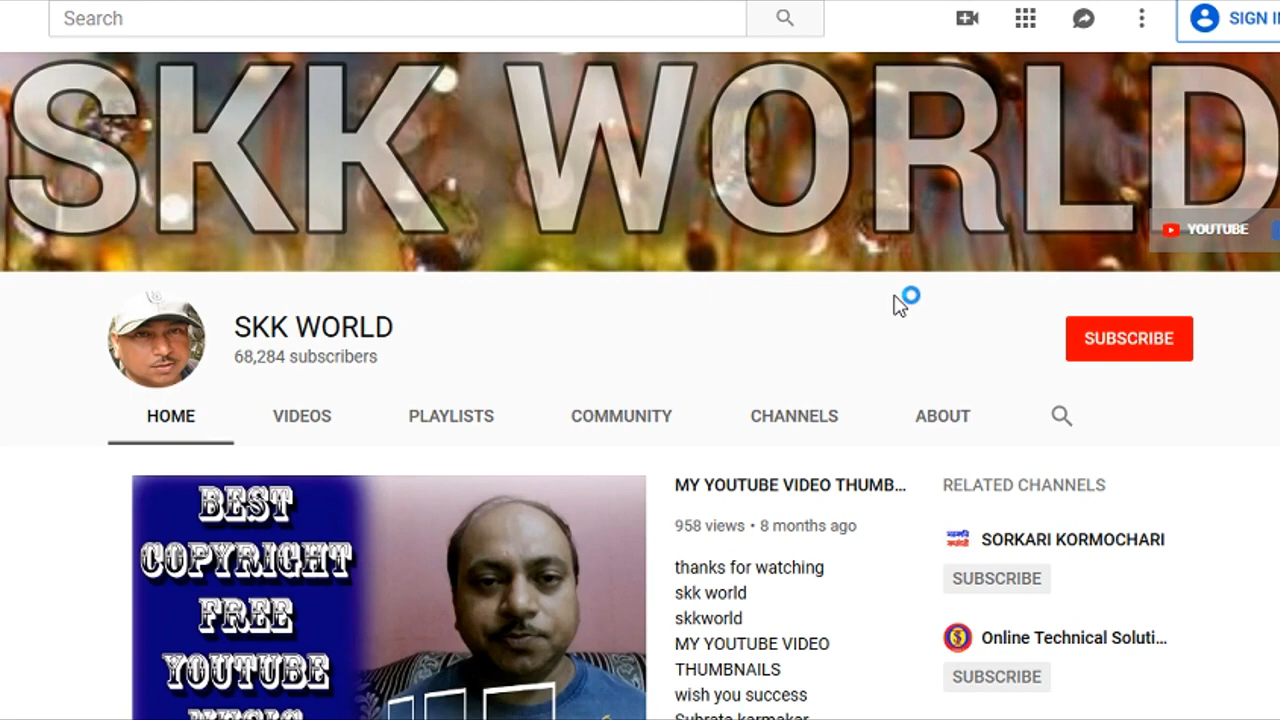 Search
SIGN I
SKK WORLD
YOUTUBE
SKK WORLD
68,284 subscribers
SUBSCRIBE
HOME VIDEOS PLAYLISTS COMMUNITY CHANNELS ABOUT
BEST
COPYRIGHT
FREE
YOUTUBE
MY YOUTUBE VIDEO THUMB...
958 views • 8 months ago
thanks for watching
skk world
skkworld
MY YOUTUBE VIDEO
THUMBNAILS
wish you success
Subrata karmakar
RELATED CHANNELS
SORKARI KORMOCHARI
SUBSCRIBE
Online Technical Soluti...
SUBSCRIBE